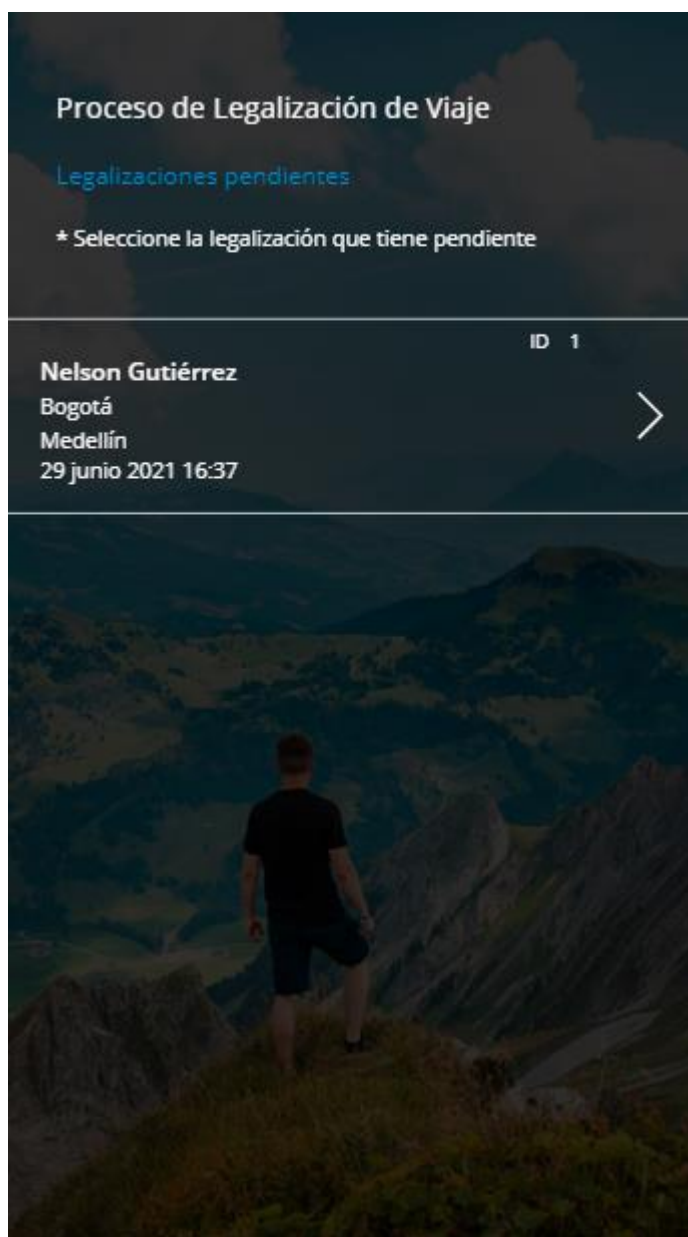 Proceso de Legalización de Viaje
Legalizaciones pendientes
* Seleccione la legalización que tiene pendiente
ID 1
Nelson Gutiérrez
Bogotá
Medellín
29 junio 2021 16:37